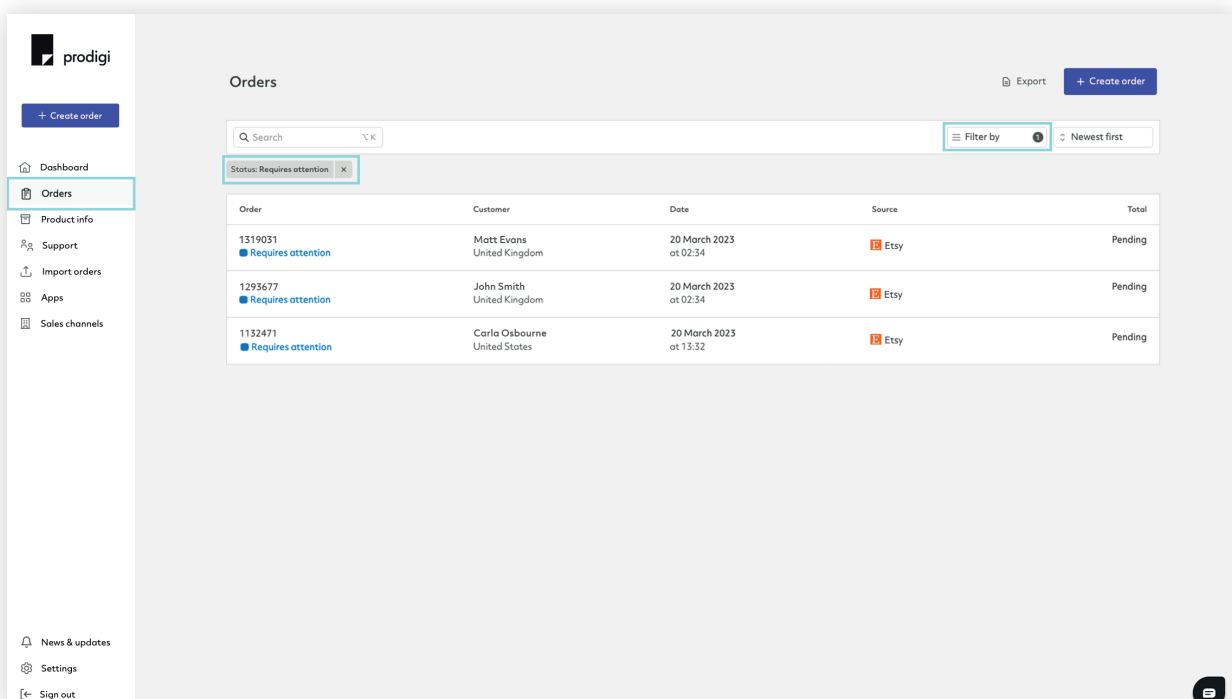 prodigi
+ Create order
Dashboard
Orders
Product info
Support
Import orders
Apps
Sales channels
News & updates
Settings
Sign out
Orders
Export
+ Create order
Search ⌥K
Filter by 1
Newest first
Status: Requires attention ×
Order Customer Date Source Total
1319031 Matt Evans 20 March 2023 Etsy Pending
Requires attention United Kingdom at 02:34
1293677 John Smith 20 March 2023 Etsy Pending
Requires attention United Kingdom at 02:34
1132471 Carla Osbourne 20 March 2023 Etsy Pending
Requires attention United States at 13:32